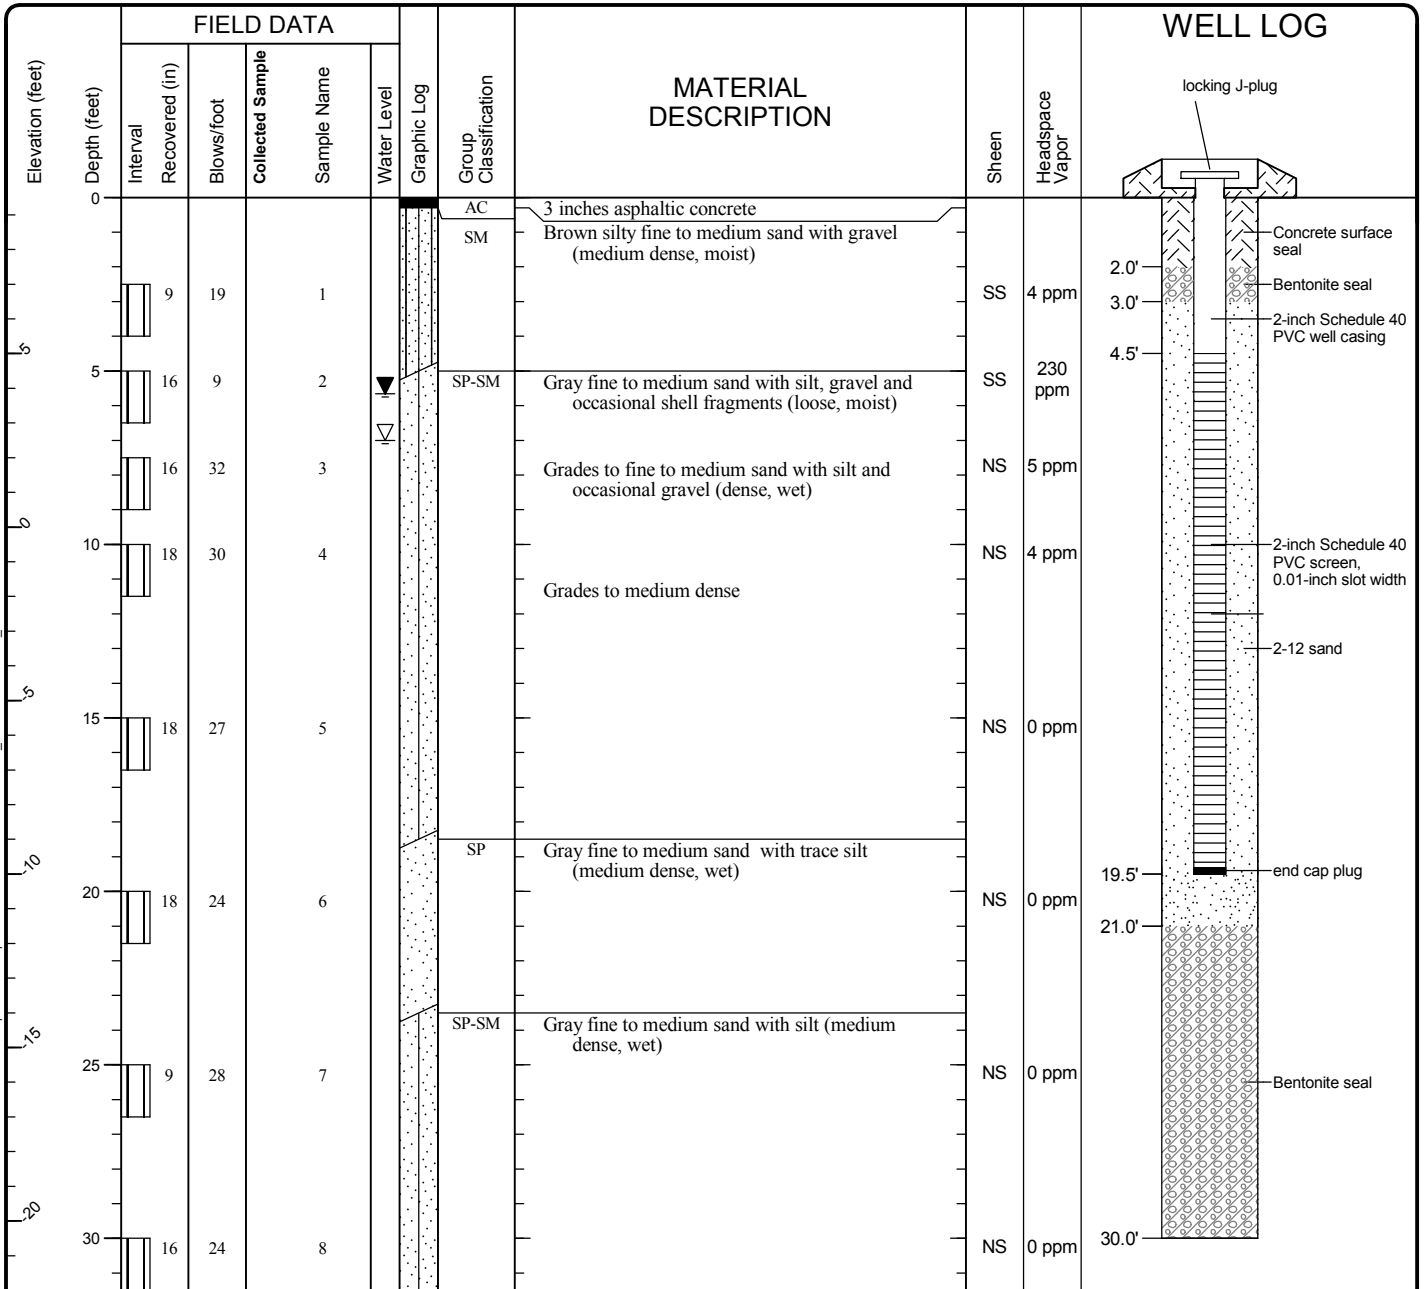 FIELD DATA
WELL LOG
Elevation (feet)
Depth (feet)
Interval
Recovered (in)
Blows/foot
Collected Sample
Sample Name
Water Level
Graphic Log
Group
Classification
MATERIAL
DESCRIPTION
Sheen
Headspace
Vapor
locking J-plug
0
AC
3 inches asphaltic concrete
SM
Brown silty fine to medium sand with gravel
(medium dense, moist)
Concrete surface
seal
2.0'
Bentonite seal
9 19 1 SS 4 ppm
3.0'
2-inch Schedule 40
PVC well casing
5
4.5'
5
16 9 2 SP-SM
Gray fine to medium sand with silt, gravel and
occasional shell fragments (loose, moist)
SS 230
ppm
16 32 3
Grades to fine to medium sand with silt and
occasional gravel (dense, wet)
NS 5 ppm
0
10
18 30 4 NS 4 ppm
2-inch Schedule 40
PVC screen,
0.01-inch slot width
Grades to medium dense
2-12 sand
-5
15
18 27 5 NS 0 ppm
SP
Gray fine to medium sand with trace silt
(medium dense, wet)
-10
19.5'
end cap plug
20
18 24 6 NS 0 ppm
21.0'
SP-SM
Gray fine to medium sand with silt (medium
dense, wet)
-15
25
9 28 7 NS 0 ppm
Bentonite seal
-20
30
16 24 8 NS 0 ppm
30.0'